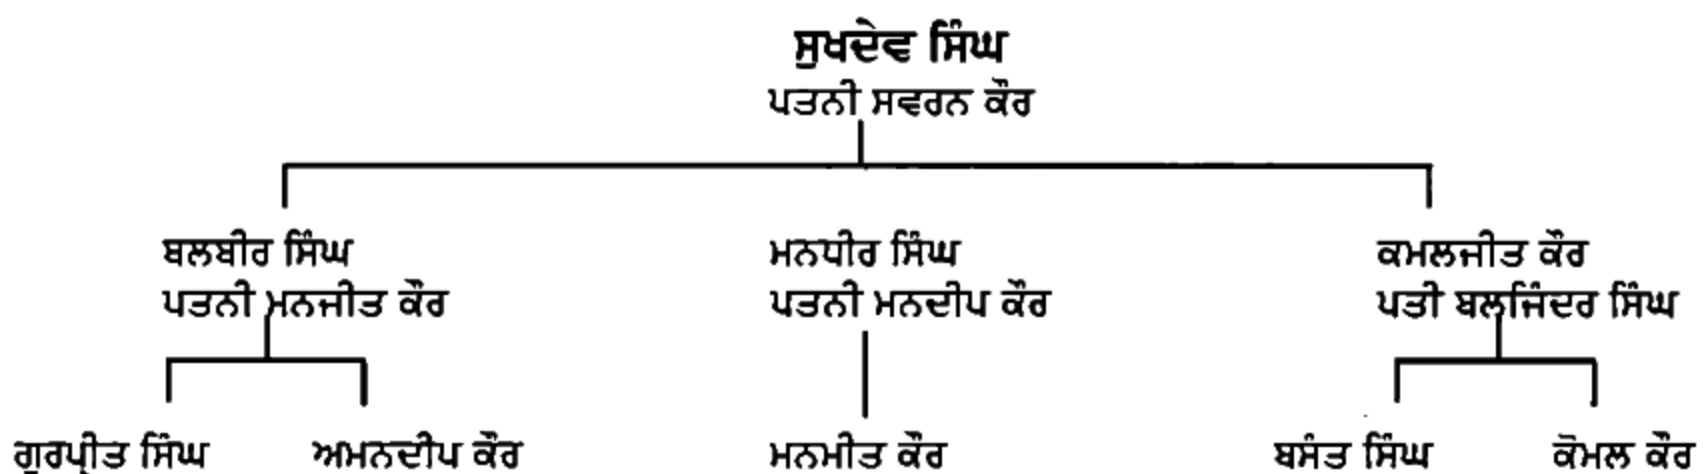 ਸੁਖਦੇਵ ਸਿੰਘ
ਪਤਨੀ ਸਵਰਨ ਕੌਰ
ਬਲਬੀਰ ਸਿੰਘ
ਪਤਨੀ ਮਨਜੀਤ ਕੌਰ
ਮਨਧੀਰ ਸਿੰਘ
ਪਤਨੀ ਮਨਦੀਪ ਕੌਰ
ਕਮਲਜੀਤ ਕੌਰ
ਪਤੀ ਬਲਜਿੰਦਰ ਸਿੰਘ
ਗੁਰਪ੍ਰੀਤ ਸਿੰਘ
ਅਮਨਦੀਪ ਕੌਰ
ਮਨਮੀਤ ਕੌਰ
ਬਸੰਤ ਸਿੰਘ
ਕੋਮਲ ਕੌਰ